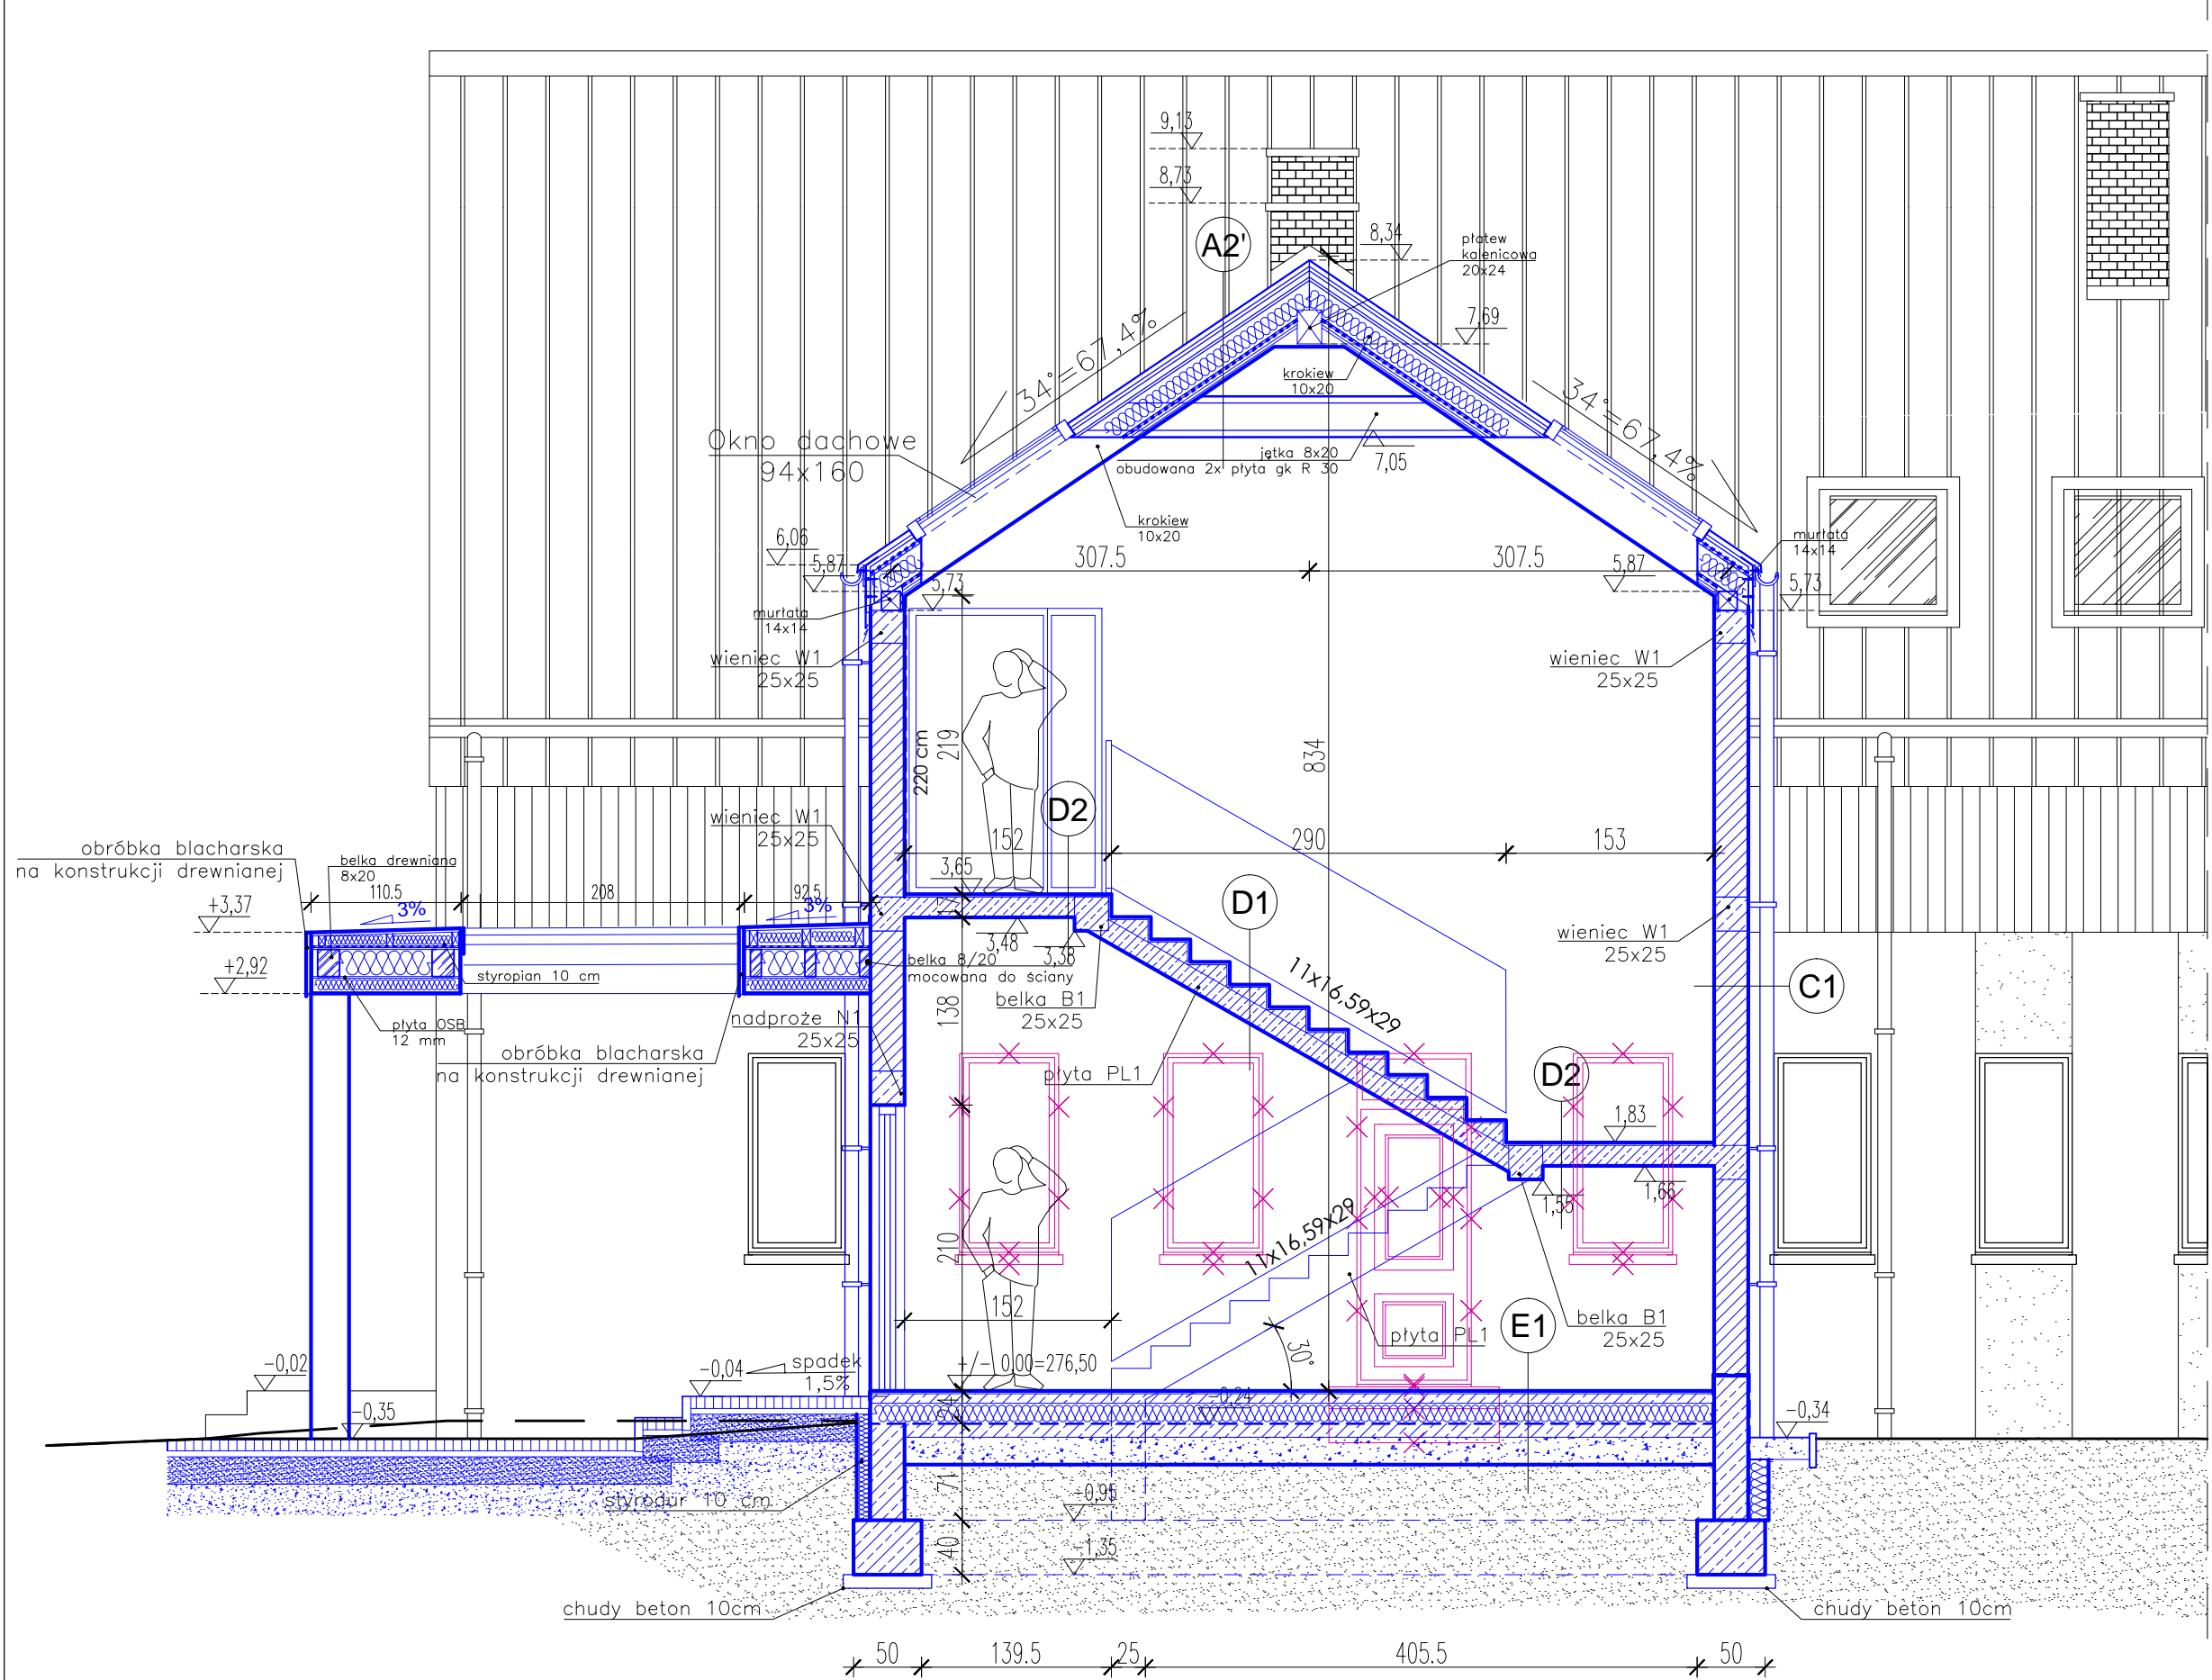 9,13
8,73
A2'
8,34
płatew
kalenicowa
20x24
7,69
34°=67,4%
krokiew
10x20
34°=67,4%
Okno dachowe
94x160
jętka 8x20
obudowana 2x płyta gk R 30
7,05
krokiew
10x20
6,06
5,87
5,73
307.5
307.5
5,87
5,73
murłata
14x14
murłata
14x14
wieniec W1
25x25
wieniec W1
25x25
219
220 cm
834
D2
wieniec W1
25x25
152
290
153
obróbka blacharska
na konstrukcji drewnianej
belka drewniana
8x20
110.5
208
92.5
3,65
+3,37
3%
3%
17
D1
3,48
3,38
wieniec W1
25x25
+2,92
styropian 10 cm
belka 8/20
mocowana do ściany
belka B1
25x25
11x16,59x29
C1
138
nadproże N1
25x25
płyta OSB
12 mm
obróbka blacharska
na konstrukcji drewnianej
płyta PL1
D2
1,83
1,66
1,55
210
11x16,59x29
152
płyta PL1
E1
belka B1
25x25
30°
-0,02
-0,04
spadek
1,5%
+/- 0,00=276,50
-0,35
24
-0,24
-0,34
71
styrodur 10 cm
-0,95
40
-1,35
chudy beton 10cm
chudy beton 10cm
50
139.5
25
405.5
50